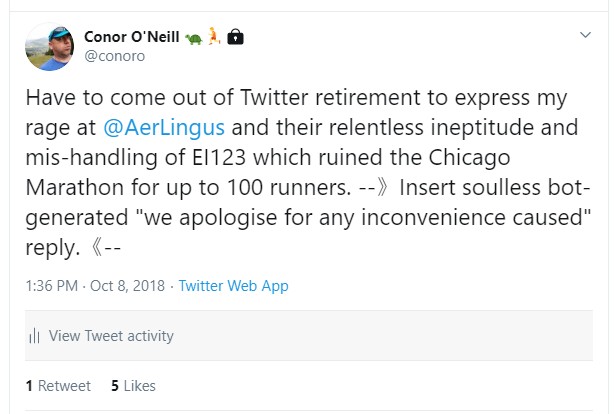 Conor O'Neill 🐢🏃🔒
@conoro
Have to come out of Twitter retirement to express my
rage at @AerLingus and their relentless ineptitude and
mis-handling of EI123 which ruined the Chicago
Marathon for up to 100 runners. --》Insert soulless bot-
generated "we apologise for any inconvenience caused"
reply.《--
1:36 PM · Oct 8, 2018 · Twitter Web App
View Tweet activity
1 Retweet 5 Likes